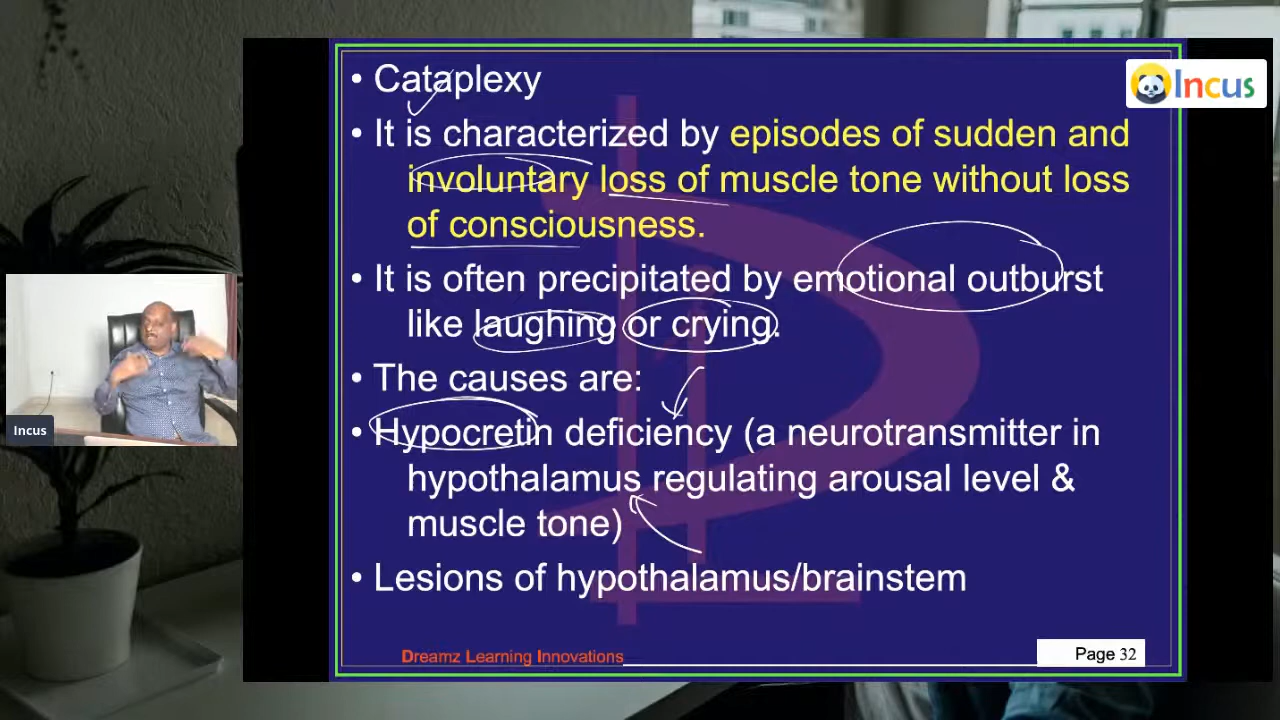 • Cataplexy
• It is characterized by episodes of sudden and
involuntary loss of muscle tone without loss
of consciousness.
• It is often precipitated by emotional outburst
like laughing or crying.
• The causes are:
• Hypocretin deficiency (a neurotransmitter in
hypothalamus regulating arousal level &
muscle tone)
• Lesions of hypothalamus/brainstem
Dreamz Learning Innovations
Page 32
Incus
Incus